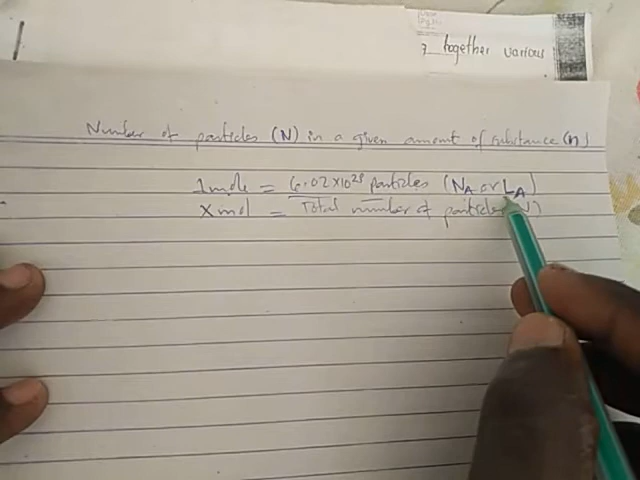 7 together various
Number of particles (N) in a given amount of substance (n)
1 mole = 6.02 x 10²³ particles (NA or LA)
X mol = Total number of particles (N)